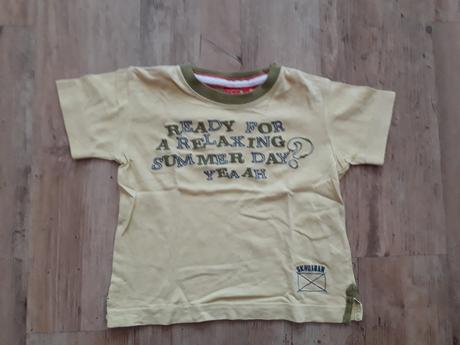 READY FOR
A RELAXING
SUMMER DAY?
YEAAH